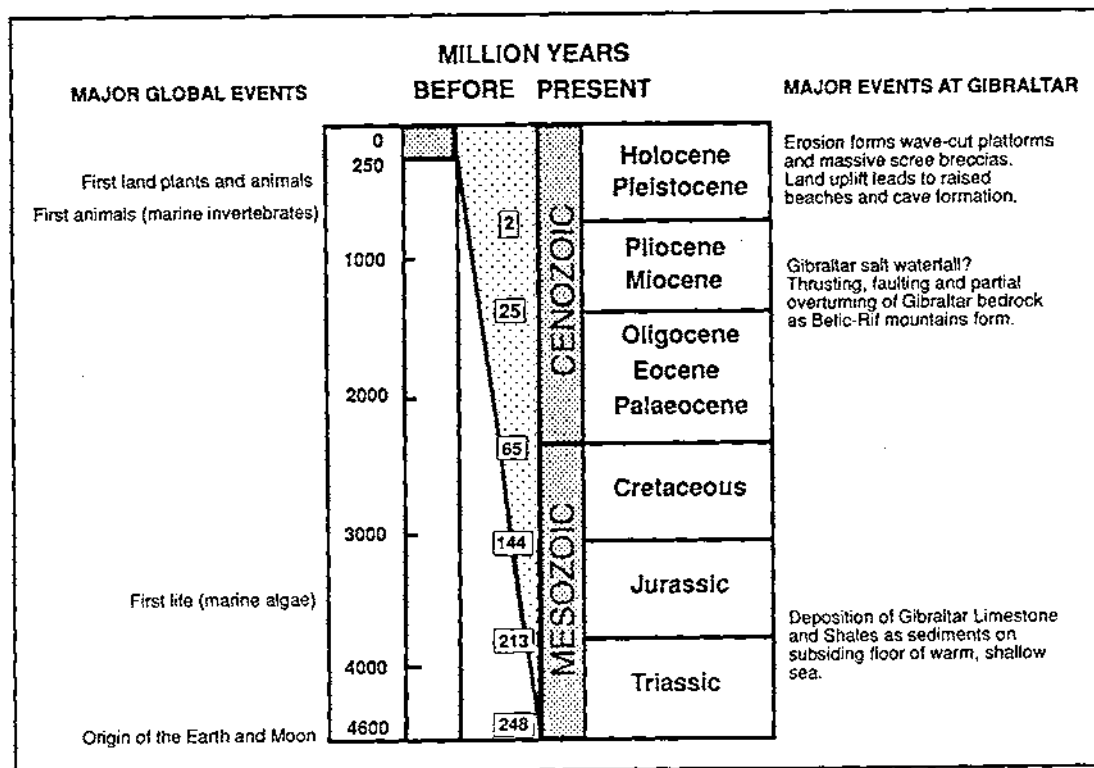 MILLION YEARS
BEFORE PRESENT
MAJOR GLOBAL EVENTS
MAJOR EVENTS AT GIBRALTAR
First land plants and animals
First animals (marine invertebrates)
First life (marine algae)
Origin of the Earth and Moon
0
250
1000
2000
3000
4000
4600
2
25
65
144
213
248
CENOZOIC
MESOZOIC
Holocene
Pleistocene
Pliocene
Miocene
Oligocene
Eocene
Palaeocene
Cretaceous
Jurassic
Triassic
Erosion forms wave-cut platforms
and massive scree breccias.
Land uplift leads to raised
beaches and cave formation.
Gibraltar salt waterfall?
Thrusting, faulting and partial
overturning of Gibraltar bedrock
as Betic-Rif mountains form.
Deposition of Gibraltar Limestone
and Shales as sediments on
subsiding floor of warm, shallow
sea.